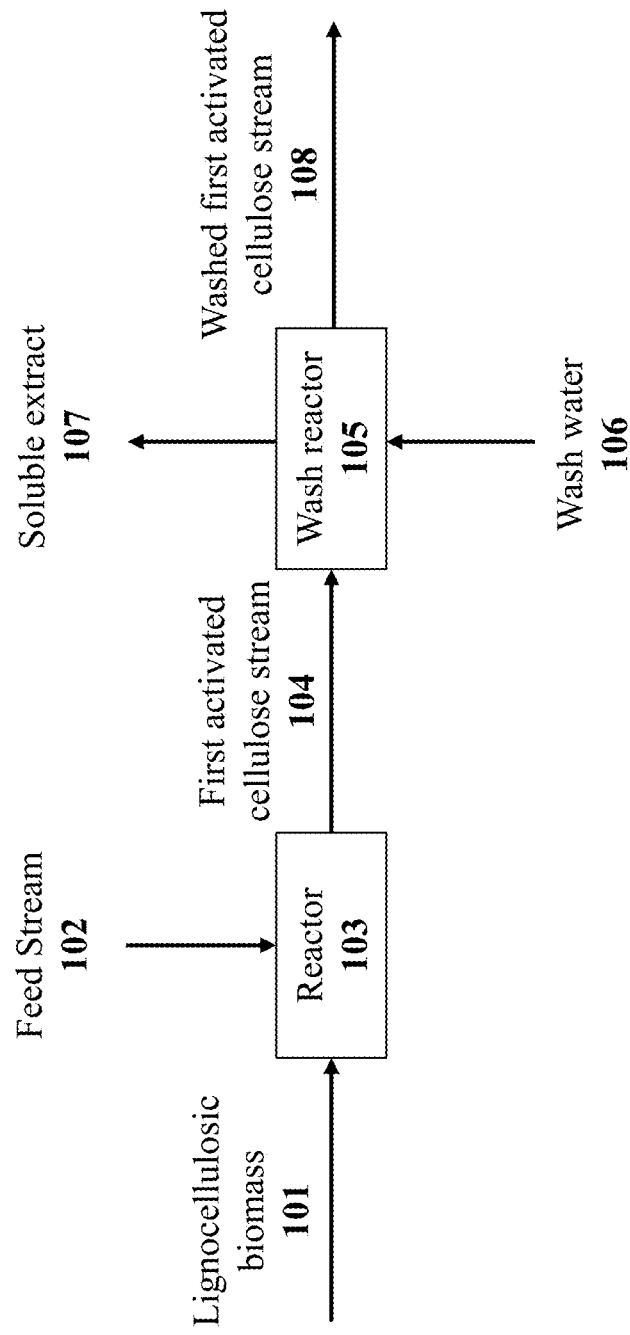 Lignocellulosic
biomass
101
Feed Stream
102
Reactor
103
First activated
cellulose stream
104
Soluble extract
107
Wash reactor
105
Wash water
106
Washed first activated
cellulose stream
108